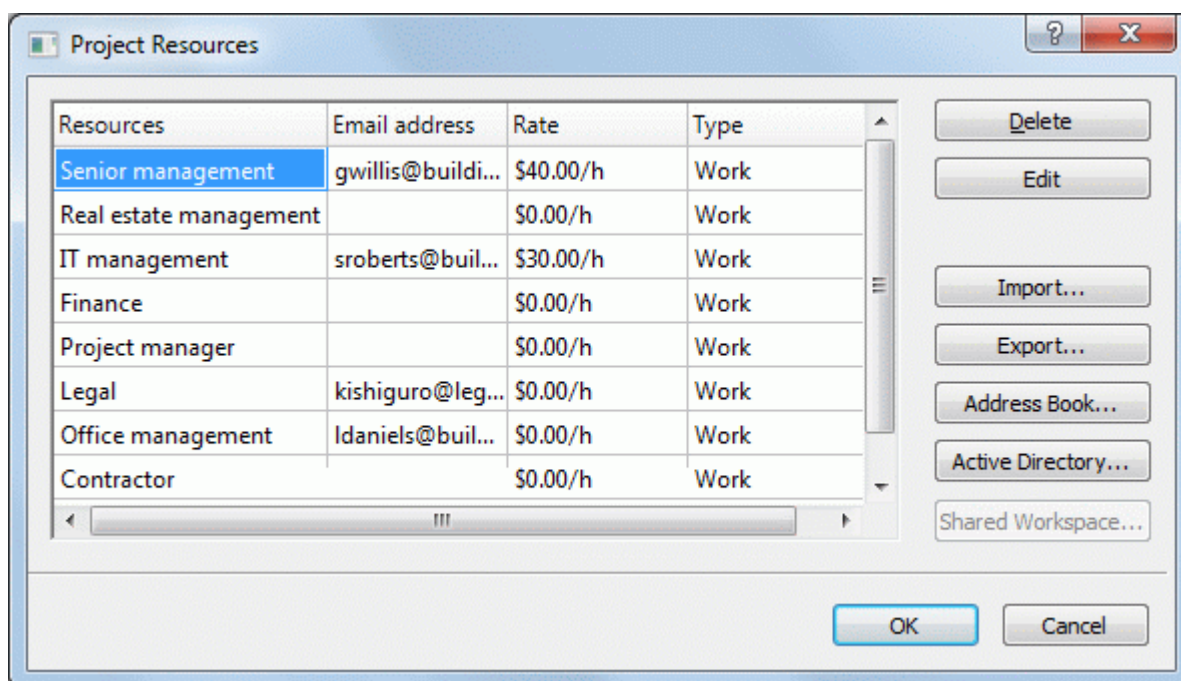 Project Resources
?
Resources Email address Rate Type
Senior management gwillis@buildi... $40.00/h Work
Real estate management $0.00/h Work
IT management sroberts@buil... $30.00/h Work
Finance $0.00/h Work
Project manager $0.00/h Work
Legal kishiguro@leg... $0.00/h Work
Office management ldaniels@buil... $0.00/h Work
Contractor $0.00/h Work
Delete
Edit
Import...
Export...
Address Book...
Active Directory...
Shared Workspace...
OK Cancel